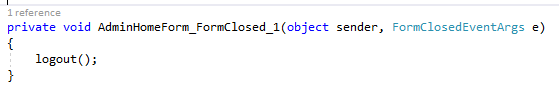 1 reference
private void AdminHomeForm_FormClosed_1(object sender, FormClosedEventArgs e)
{
    logout();
}